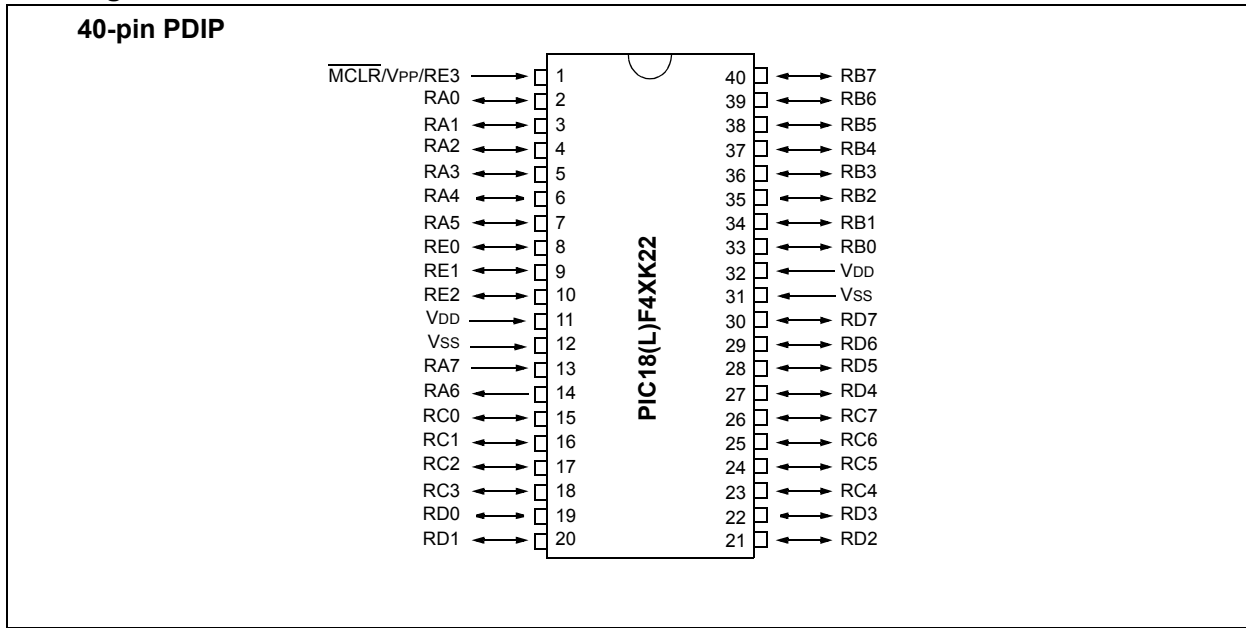 40-pin PDIP
MCLR/VPP/RE3 1 40 RB7
RA0 2 39 RB6
RA1 3 38 RB5
RA2 4 37 RB4
RA3 5 36 RB3
RA4 6 35 RB2
RA5 7 34 RB1
RE0 8 33 RB0
RE1 9 32 VDD
RE2 10 31 VSS
VDD 11 30 RD7
VSS 12 29 RD6
RA7 13 28 RD5
RA6 14 27 RD4
RC0 15 26 RC7
RC1 16 25 RC6
RC2 17 24 RC5
RC3 18 23 RC4
RD0 19 22 RD3
RD1 20 21 RD2
PIC18(L)F4XK22